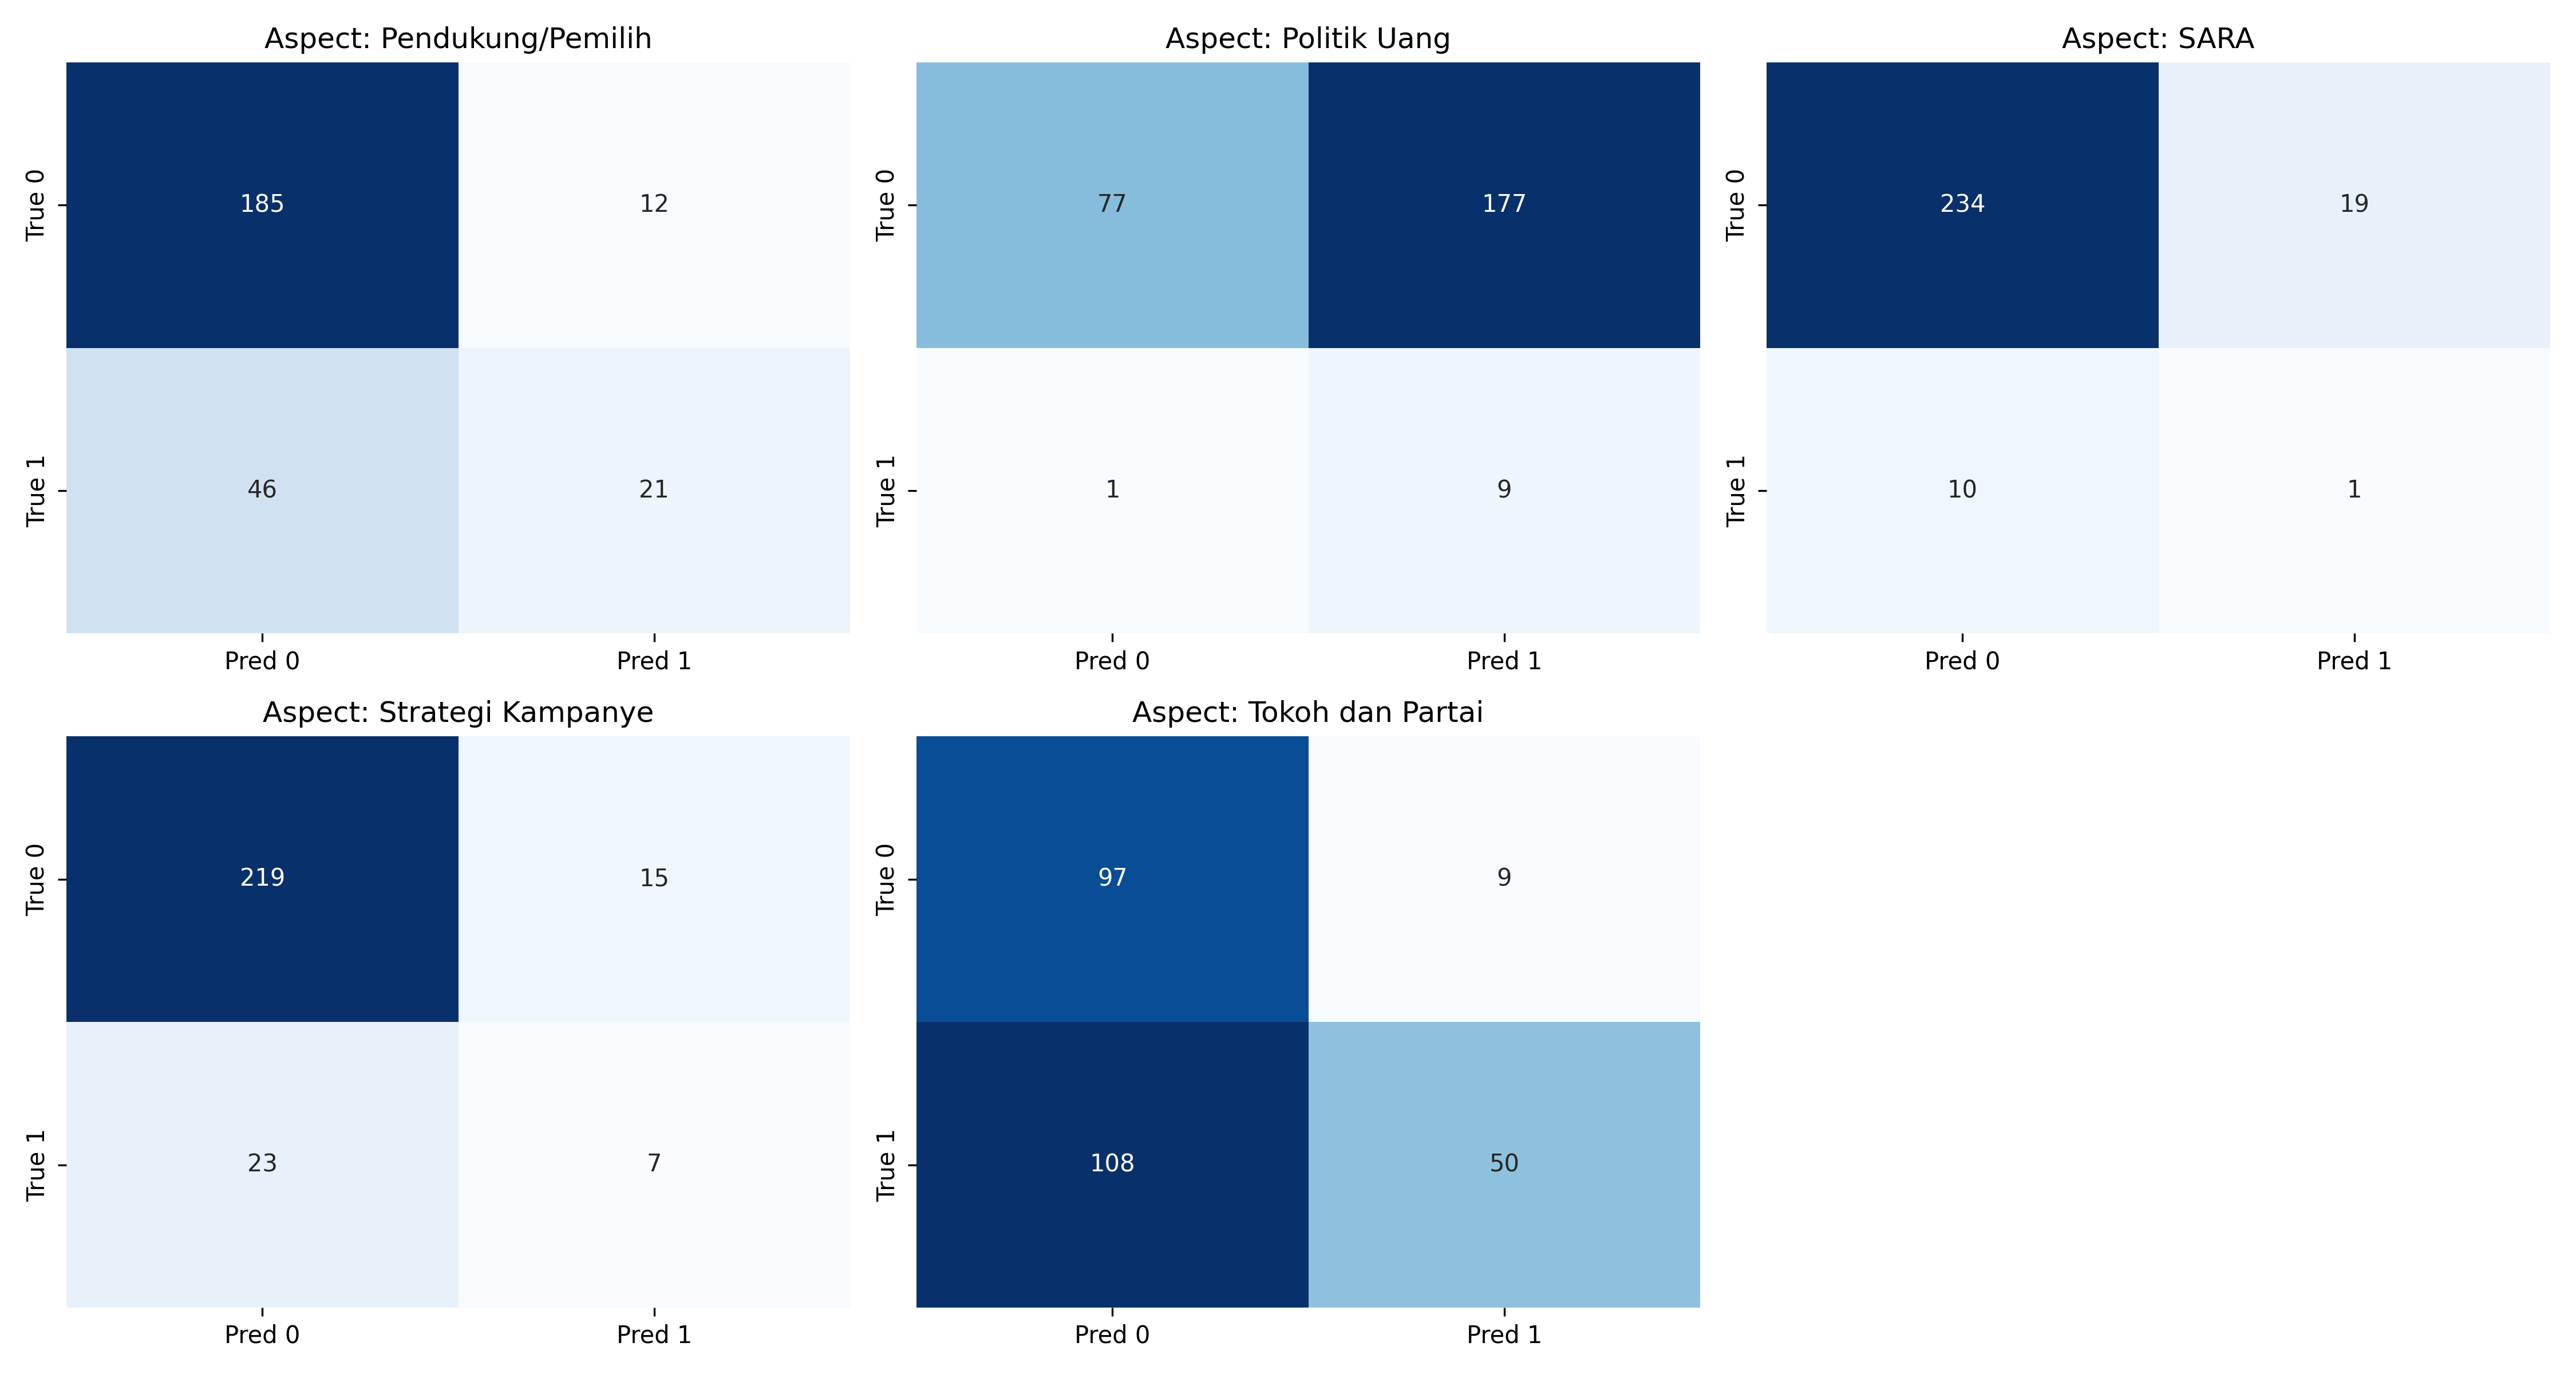 Aspect: Pendukung/Pemilih
True 0
185
12
True 1
46
21
Pred 0
Pred 1
Aspect: Politik Uang
True 0
77
177
True 1
1
9
Pred 0
Pred 1
Aspect: SARA
True 0
234
19
True 1
10
1
Pred 0
Pred 1
Aspect: Strategi Kampanye
True 0
219
15
True 1
23
7
Pred 0
Pred 1
Aspect: Tokoh dan Partai
True 0
97
9
True 1
108
50
Pred 0
Pred 1